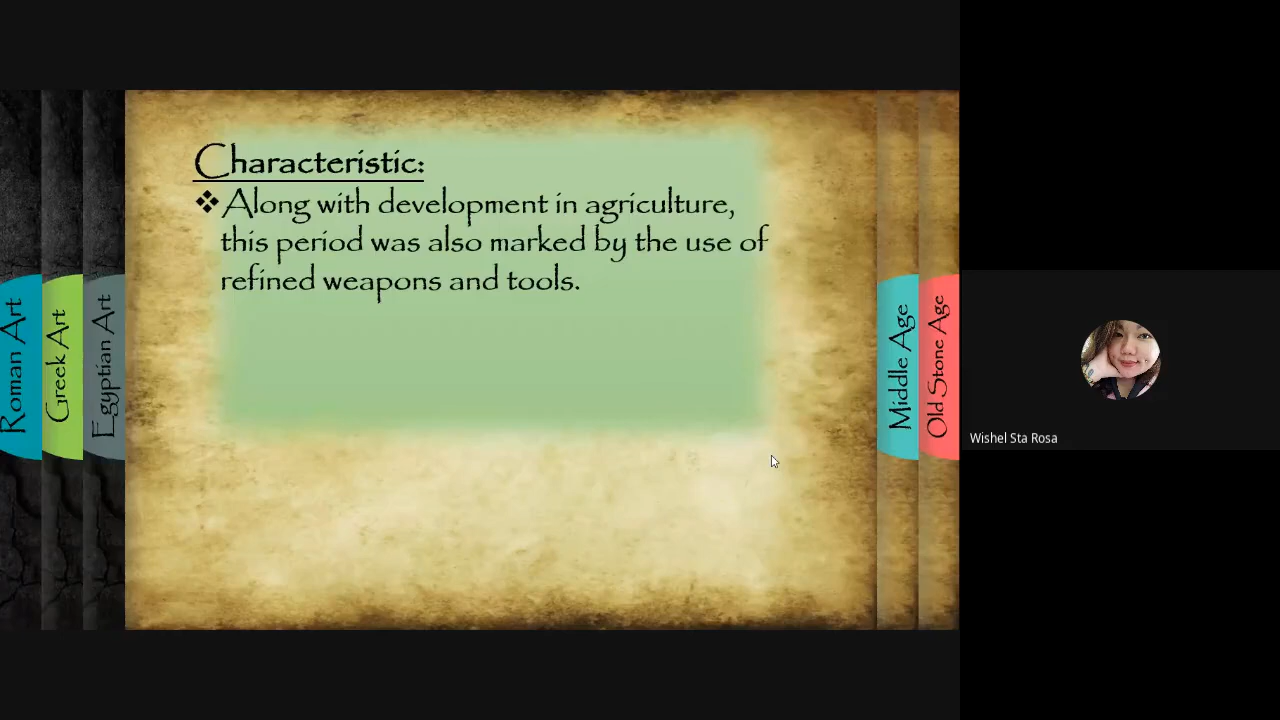 Characteristic:
❖Along with development in agriculture,
this period was also marked by the use of
refined weapons and tools.
Roman Art
Greek Art
Egyptian Art
Middle Age
Old Stone Age
Wishel Sta Rosa